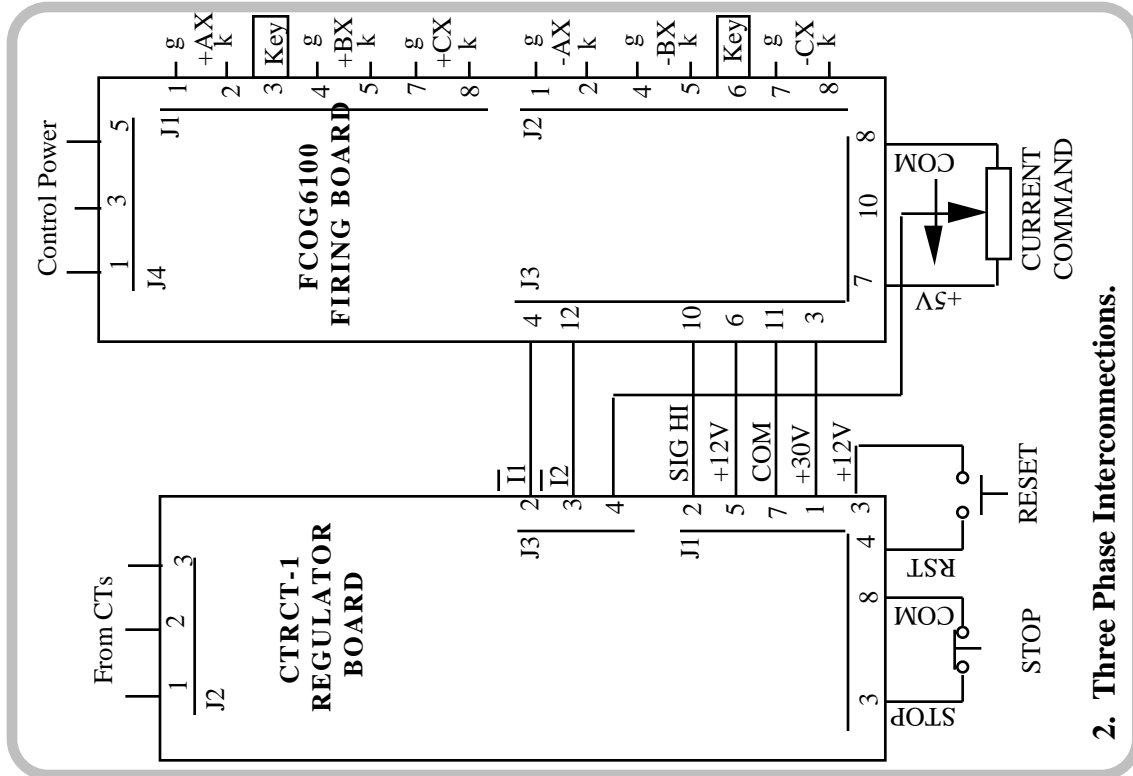 Control Power
1 3 5
J4
FCOG6100
FIRING BOARD
J1
1 g
+AX
2 k
3 Key
4 g
+BX
5 k
7 g
+CX
8 k
J2
1 g
-AX
2 k
4 g
-BX
5 k
6 Key
7 g
-CX
8 k
J3
4
12
10
6
11
3
7 10 8
+5V COM
CURRENT
COMMAND
From CTs
1 2 3
J2
CTRCT-1
REGULATOR
BOARD
J3
2 I1
3 I2
4
J1
2 SIG HI
5 +12V
7 COM
1 +30V
3 +12V
3 8 4
STOP COM RST
STOP
RESET
2. Three Phase Interconnections.